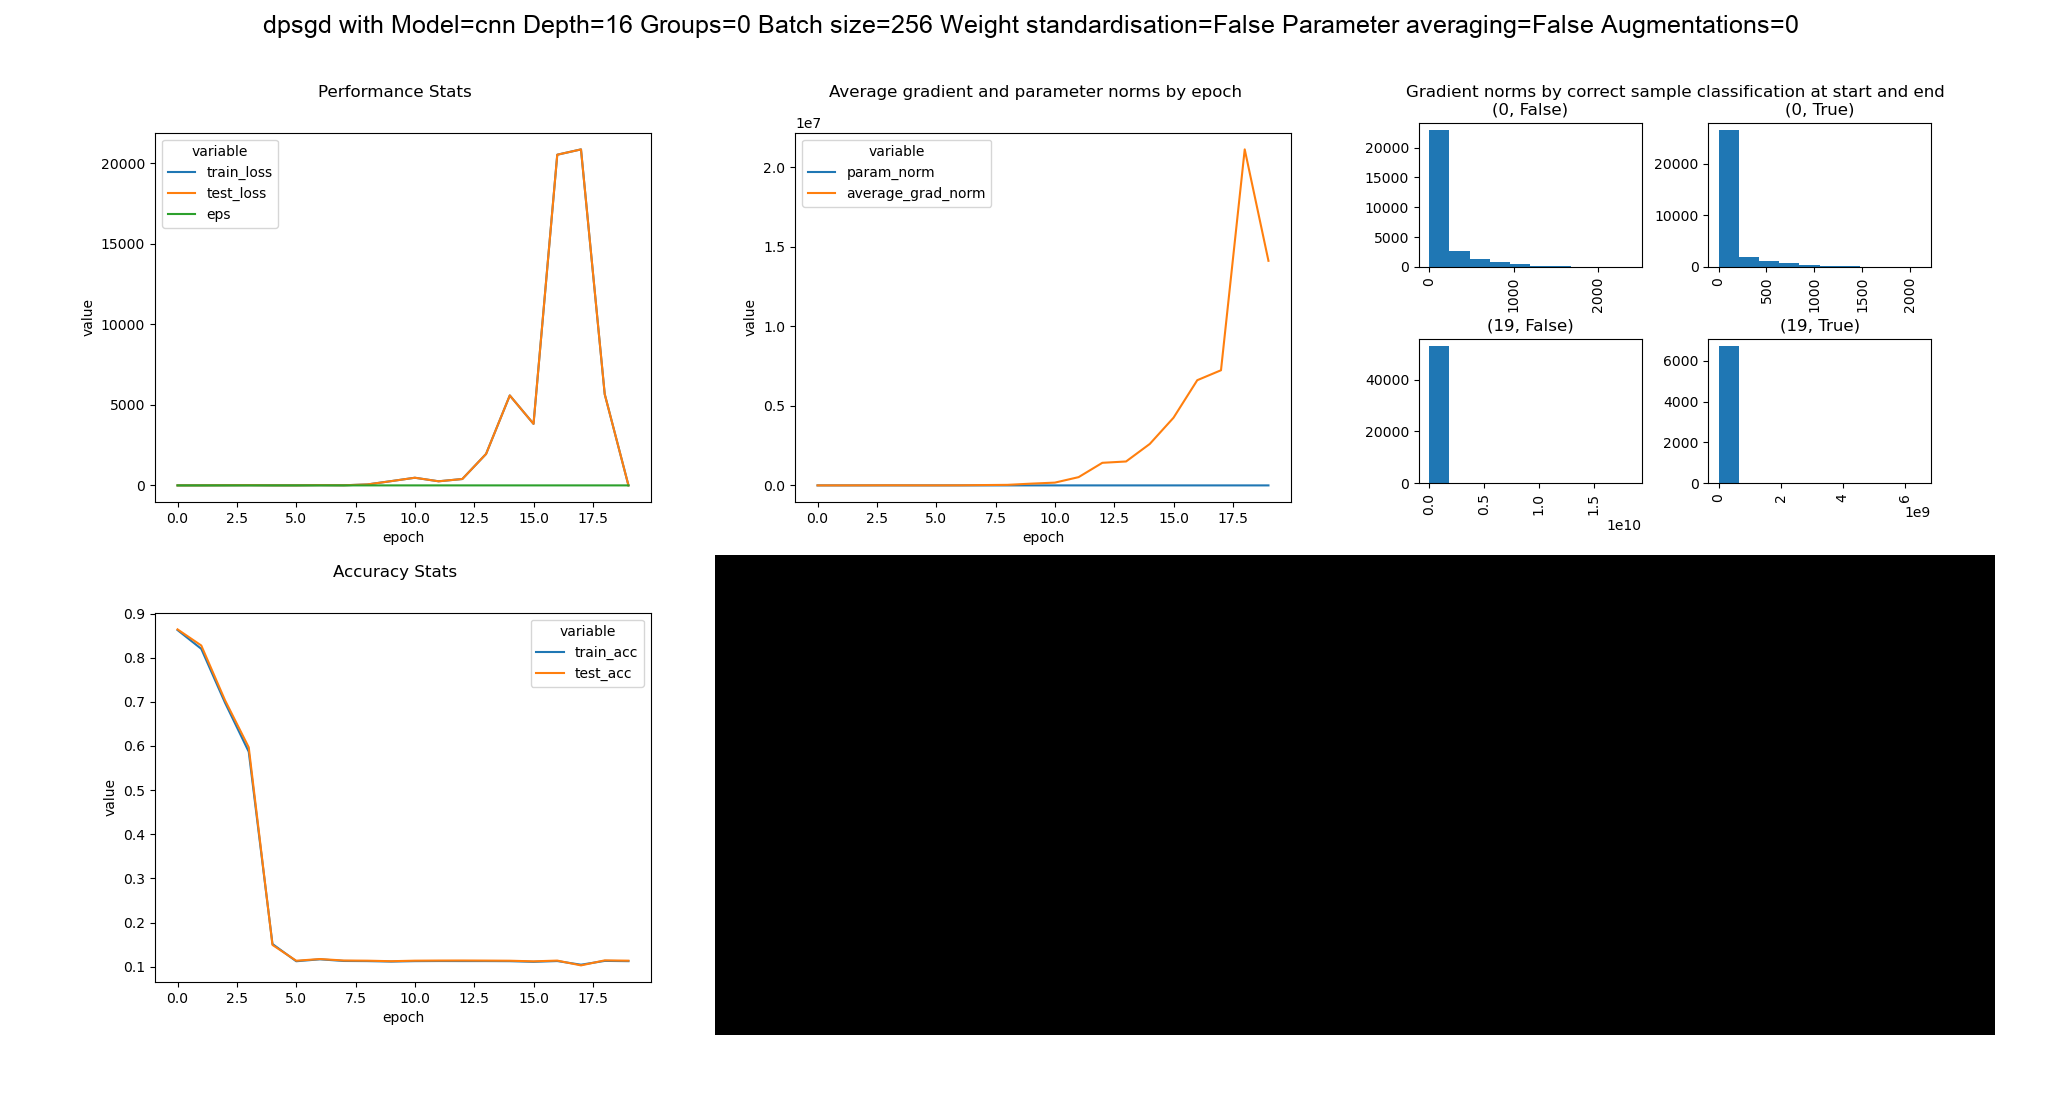 dpsgd with Model=cnn Depth=16 Groups=0 Batch size=256 Weight standardisation=False Parameter averaging=False Augmentations=0
Performance Stats
variable
train_loss
test_loss
eps
20000
15000
10000
5000
0
value
0.0 2.5 5.0 7.5 10.0 12.5 15.0 17.5
epoch
Average gradient and parameter norms by epoch
1e7
variable
param_norm
average_grad_norm
2.0
1.5
1.0
0.5
0.0
value
0.0 2.5 5.0 7.5 10.0 12.5 15.0 17.5
epoch
Gradient norms by correct sample classification at start and end
(0, False)
20000
15000
10000
5000
0
0 1000 2000
(0, True)
20000
10000
0
0 500 1000 1500 2000
(19, False)
40000
20000
0
0.0 0.5 1.0 1.5
1e10
(19, True)
6000
4000
2000
0
0 2 4 6
1e9
Accuracy Stats
variable
train_acc
test_acc
0.9
0.8
0.7
0.6
0.5
0.4
0.3
0.2
0.1
value
0.0 2.5 5.0 7.5 10.0 12.5 15.0 17.5
epoch